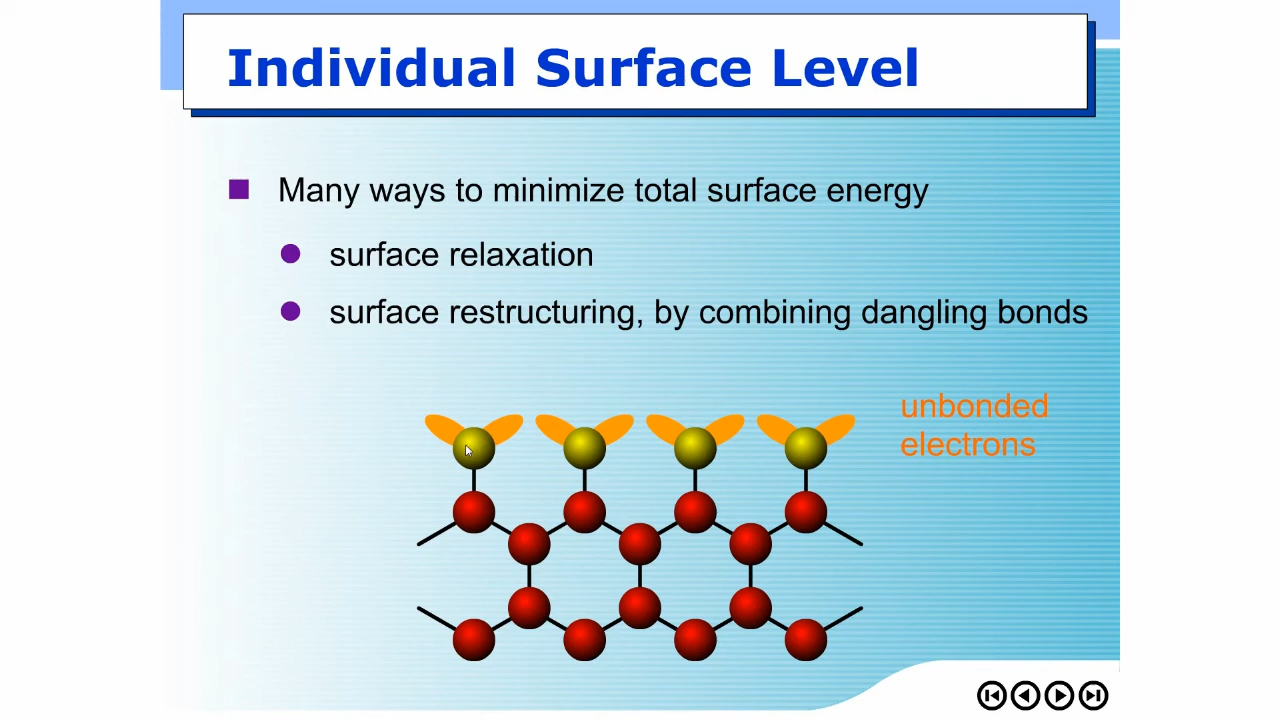 Individual Surface Level
Many ways to minimize total surface energy
surface relaxation
surface restructuring, by combining dangling bonds
unbonded
electrons